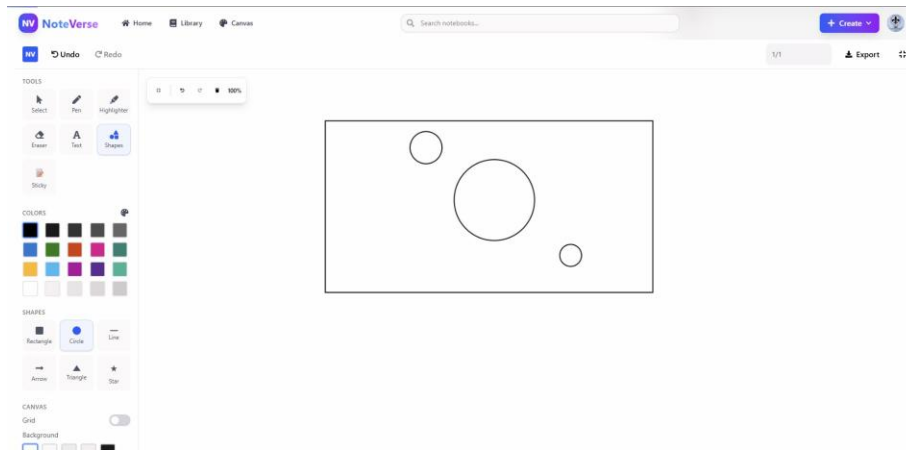 NV NoteVerse Home Library Canvas Search notebooks... + Create
NV Undo Redo 1/1 Export
TOOLS
100%
Select Pen Highlighter
Eraser Text Shapes
Sticky
COLORS
SHAPES
Rectangle Circle Line
Arrow Triangle Star
CANVAS
Grid
Background